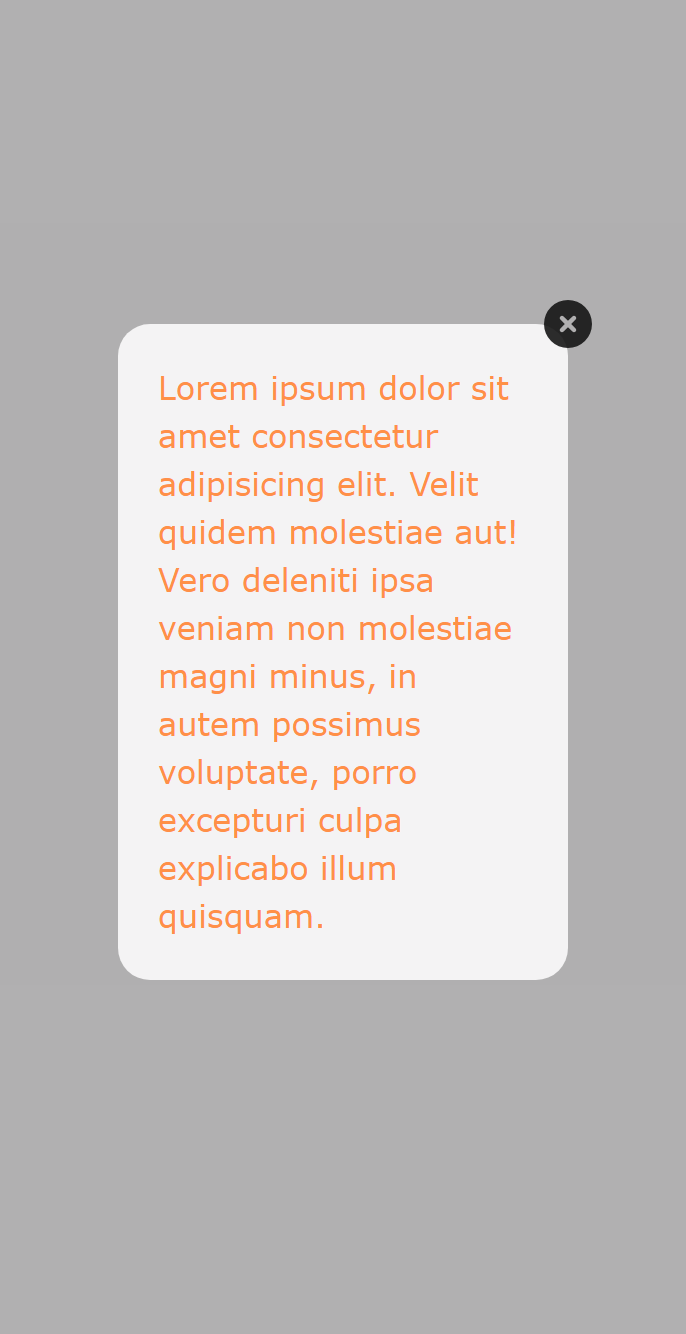 Lorem ipsum dolor sit
amet consectetur
adipisicing elit. Velit
quidem molestiae aut!
Vero deleniti ipsa
veniam non molestiae
magni minus, in
autem possimus
voluptate, porro
excepturi culpa
explicabo illum
quisquam.